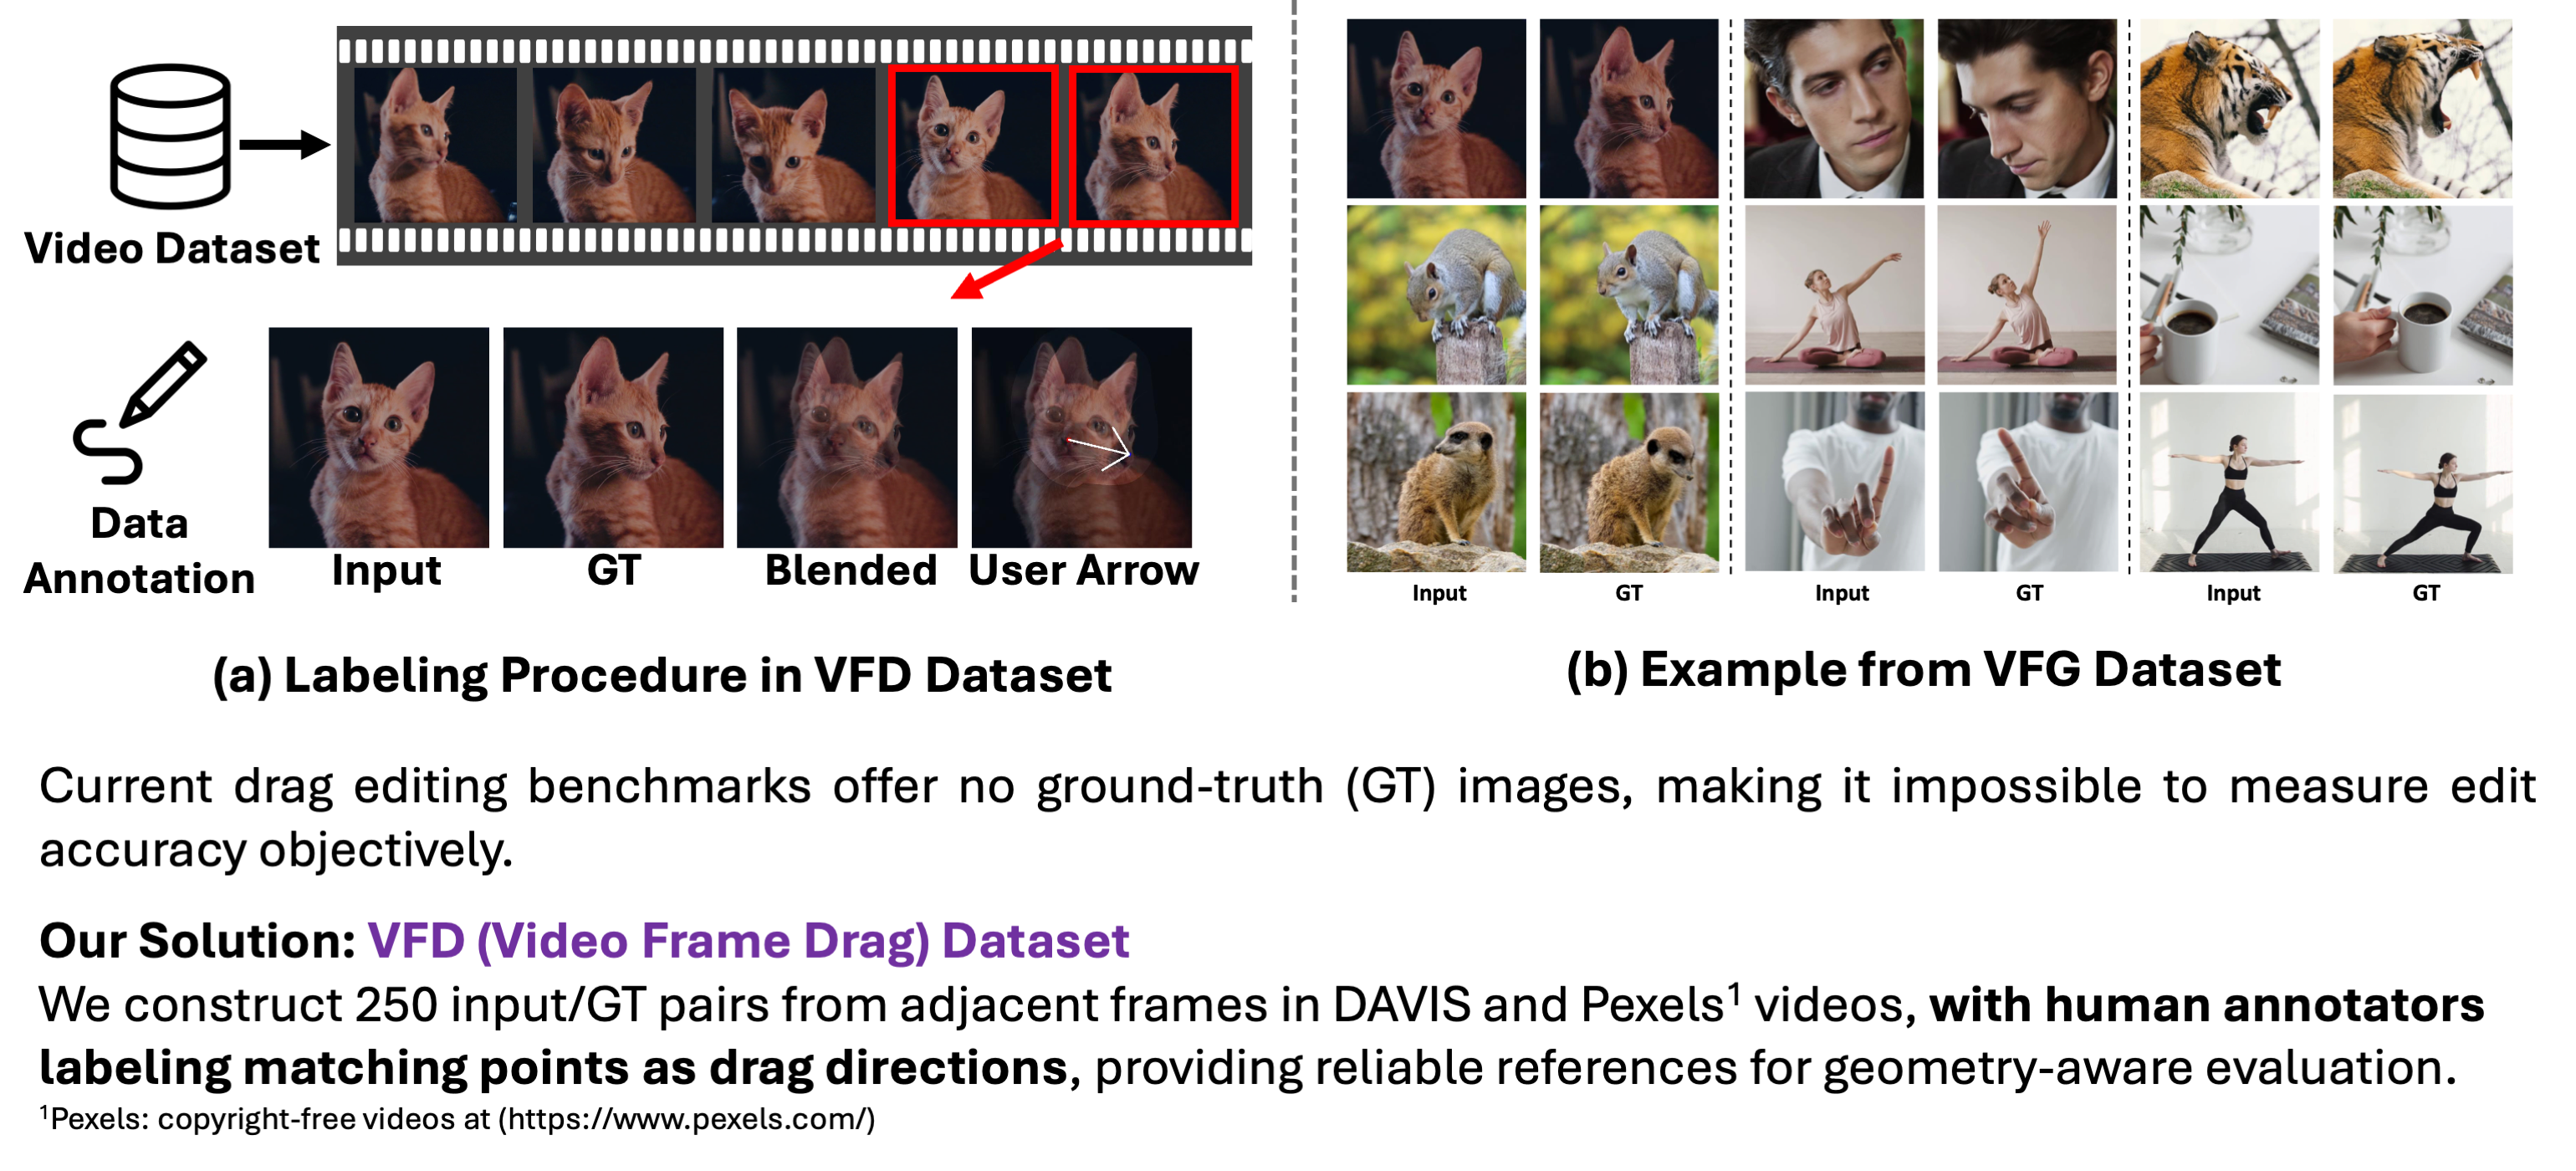 Video Dataset
Data
Annotation
Input
GT
Blended
User Arrow
(a) Labeling Procedure in VFD Dataset
Input
GT
Input
GT
Input
GT
(b) Example from VFG Dataset
Current drag editing benchmarks offer no ground-truth (GT) images, making it impossible to measure edit
accuracy objectively.
Our Solution: VFD (Video Frame Drag) Dataset
We construct 250 input/GT pairs from adjacent frames in DAVIS and Pexels¹ videos, with human annotators
labeling matching points as drag directions, providing reliable references for geometry-aware evaluation.
¹Pexels: copyright-free videos at (https://www.pexels.com/)